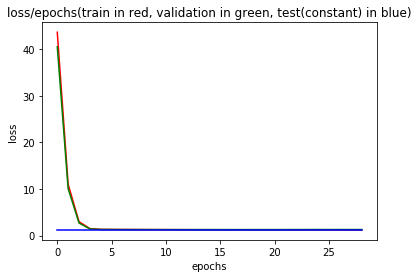 loss/epochs(train in red, validation in green, test(constant) in blue)
40
30
20
10
0
loss
0 5 10 15 20 25
epochs